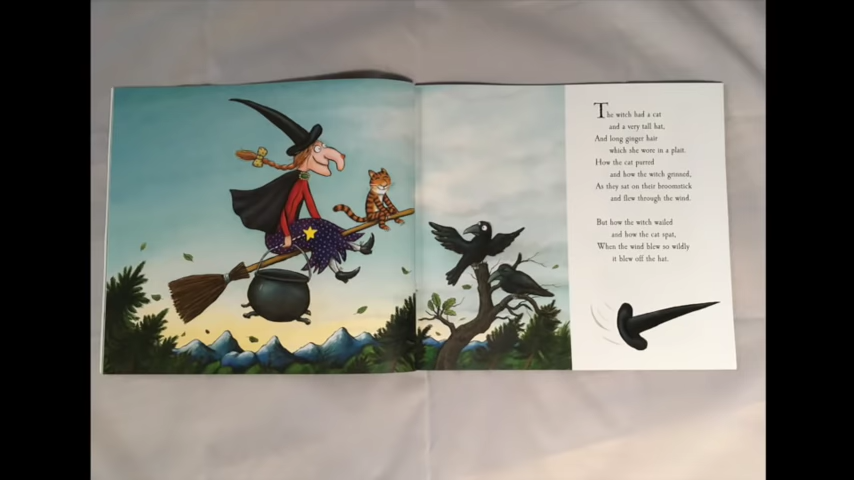 The witch had a cat
and a very tall hat,
And long ginger hair
which she wore in a plait.
How the cat purred
and how the witch grinned,
As they sat on their broomstick
and flew through the wind.
But how the witch wailed
and how the cat spat,
When the wind blew so wildly
it blew off the hat.